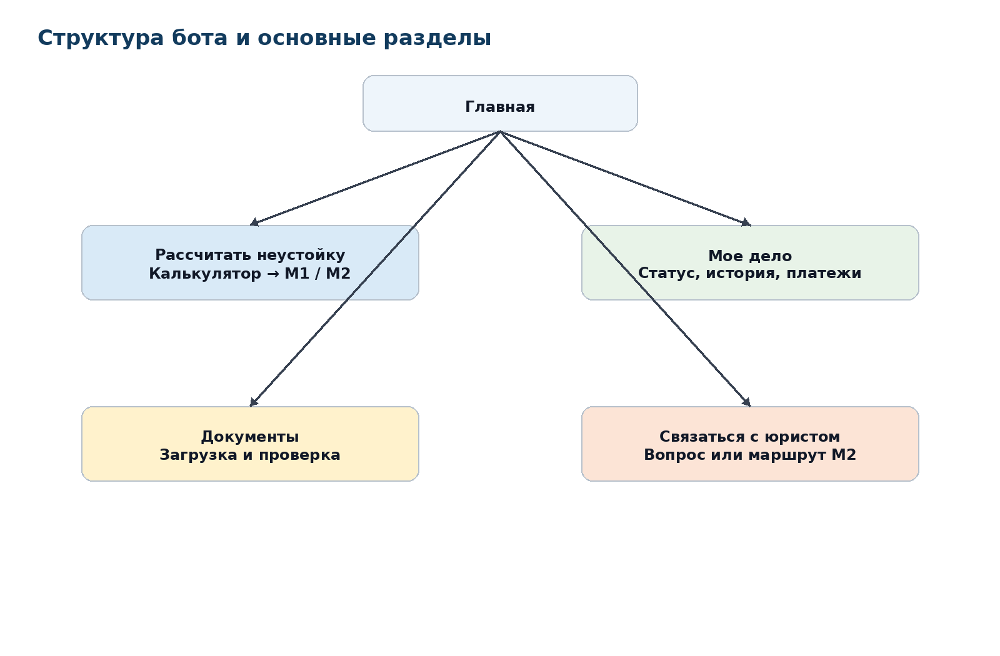 Структура бота и основные разделы
Главная
Рассчитать неустойку
Калькулятор → М1 / М2
Мое дело
Статус, история, платежи
Документы
Загрузка и проверка
Связаться с юристом
Вопрос или маршрут М2